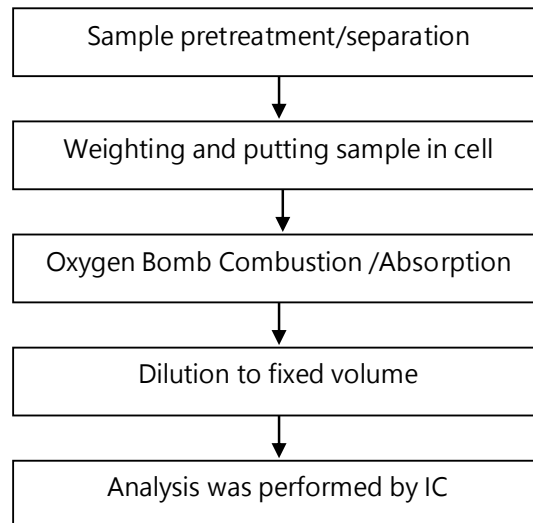 Sample pretreatment/separation
Weighting and putting sample in cell
Oxygen Bomb Combustion /Absorption
Dilution to fixed volume
Analysis was performed by IC